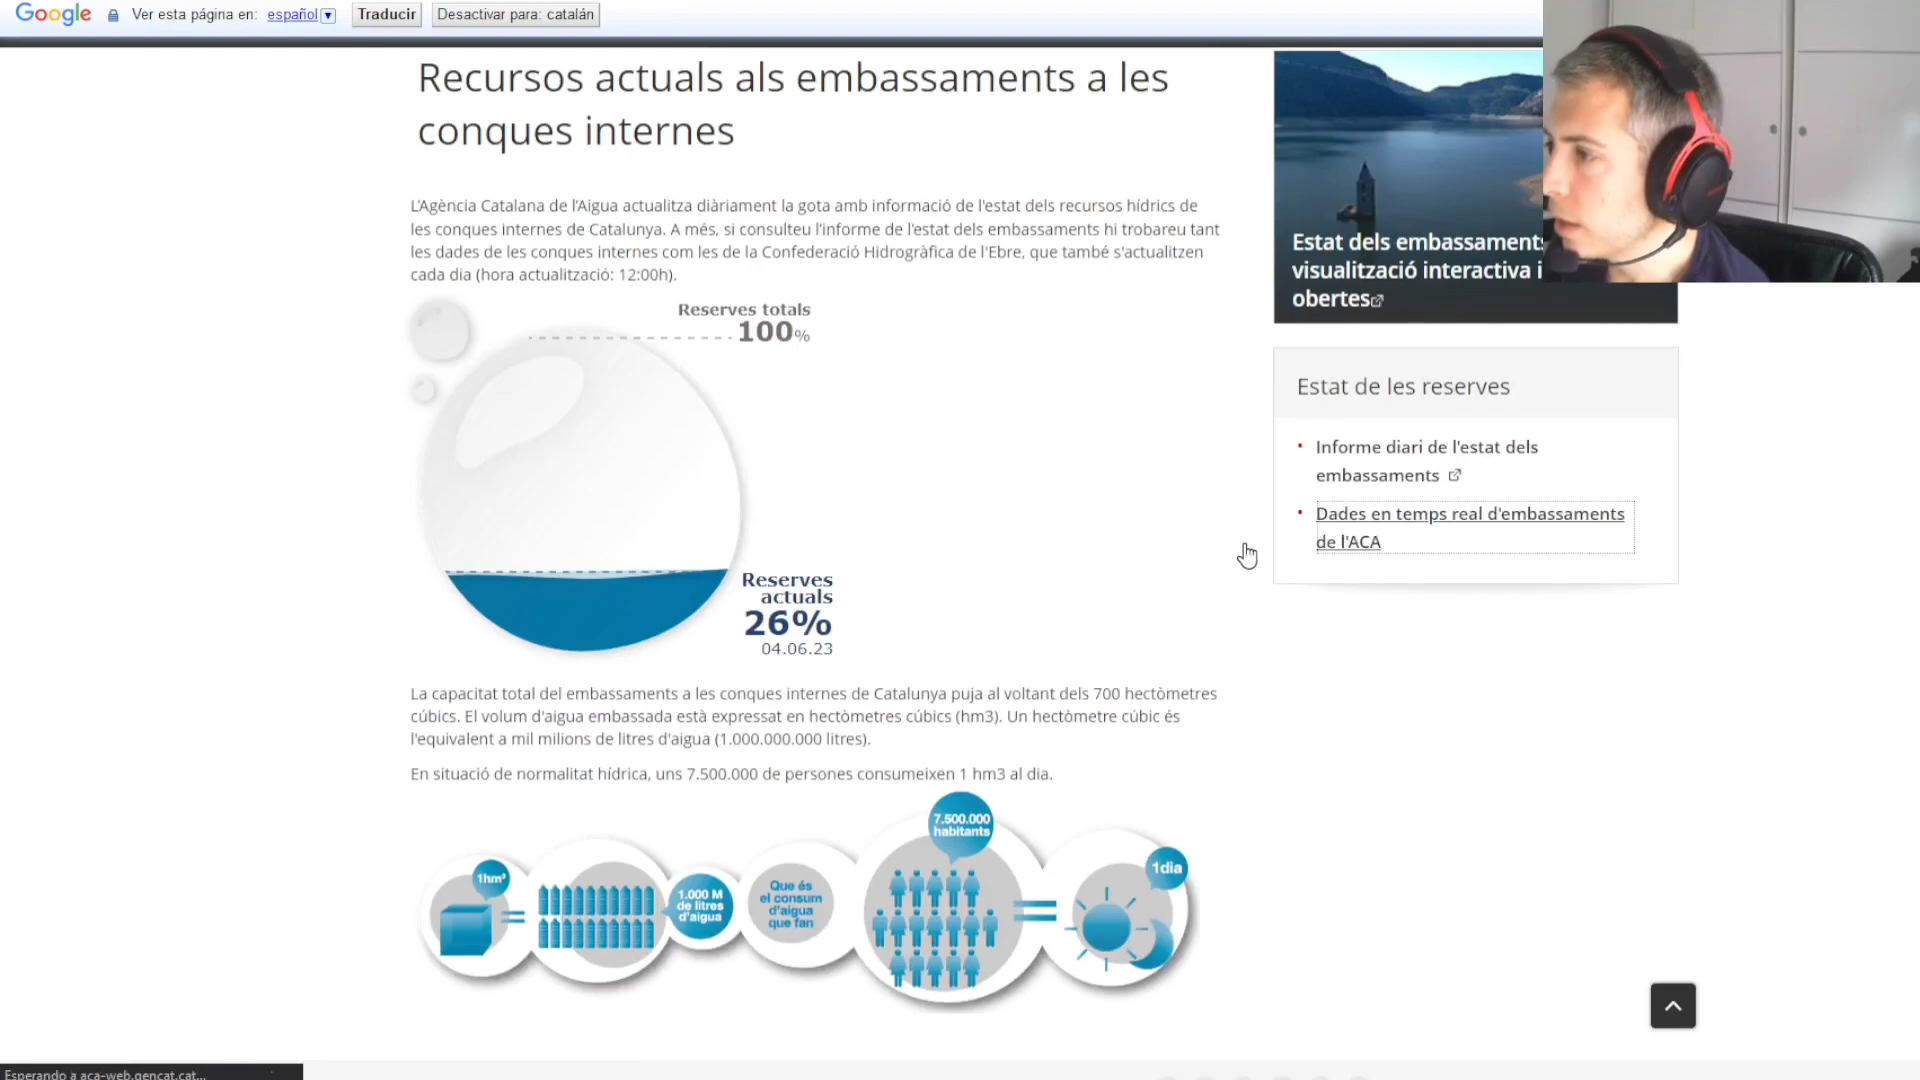 Google Ver esta página en: español Traducir Desactivar para: catalán
Recursos actuals als embassaments a les
conques internes
L'Agència Catalana de l'Aigua actualitza diàriament la gota amb informació de l'estat dels recursos hídrics de
les conques internes de Catalunya. A més, si consulteu l'informe de l'estat dels embassaments hi trobareu tant
les dades de les conques internes com les de la Confederació Hidrogràfica de l'Ebre, que també s'actualitzen
cada dia (hora actualització: 12:00h).
Reserves totals
100%
Reserves
actuals
26%
04.06.23
La capacitat total del embassaments a les conques internes de Catalunya puja al voltant dels 700 hectòmetres
cúbics. El volum d'aigua embassada està expressat en hectòmetres cúbics (hm3). Un hectòmetre cúbic és
l'equivalent a mil milions de litres d'aigua (1.000.000.000 litres).
En situació de normalitat hídrica, uns 7.500.000 de persones consumeixen 1 hm3 al dia.
1hm³
=
1.000 M
de litres
d'aigua
Que és
el consum
d'aigua
que fan
7.500.000
habitants
=
1dia
Estat dels embassaments
visualització interactiva i
obertes
Estat de les reserves
• Informe diari de l'estat dels
embassaments
• Dades en temps real d'embassaments
de l'ACA
Esperando a aca-web.gencat.cat...